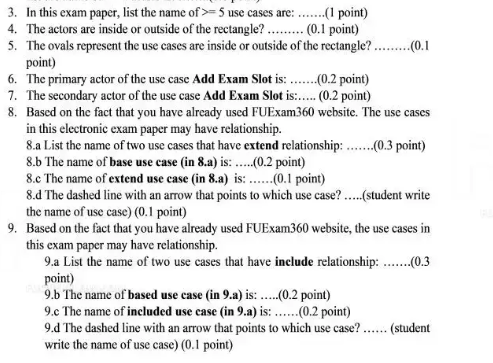 3. In this exam paper, list the name of >= 5 use cases are: .......(1 point)
4. The actors are inside or outside of the rectangle? ......... (0.1 point)
5. The ovals represent the use cases are inside or outside of the rectangle? .........(0.1
point)
6. The primary actor of the use case Add Exam Slot is: .......(0.2 point)
7. The secondary actor of the use case Add Exam Slot is:..... (0.2 point)
8. Based on the fact that you have already used FUExam360 website. The use cases
in this electronic exam paper may have relationship.
8.a List the name of two use cases that have extend relationship: .......(0.3 point)
8.b The name of base use case (in 8.a) is: .....(0.2 point)
8.c The name of extend use case (in 8.a) is: ......(0.1 point)
8.d The dashed line with an arrow that points to which use case? .....(student write
the name of use case) (0.1 point)
9. Based on the fact that you have already used FUExam360 website, the use cases in
this exam paper may have relationship.
9.a List the name of two use cases that have include relationship: .......(0.3
point)
9.b The name of based use case (in 9.a) is: .....(0.2 point)
9.c The name of included use case (in 9.a) is: ......(0.2 point)
9.d The dashed line with an arrow that points to which use case? ...... (student
write the name of use case) (0.1 point)